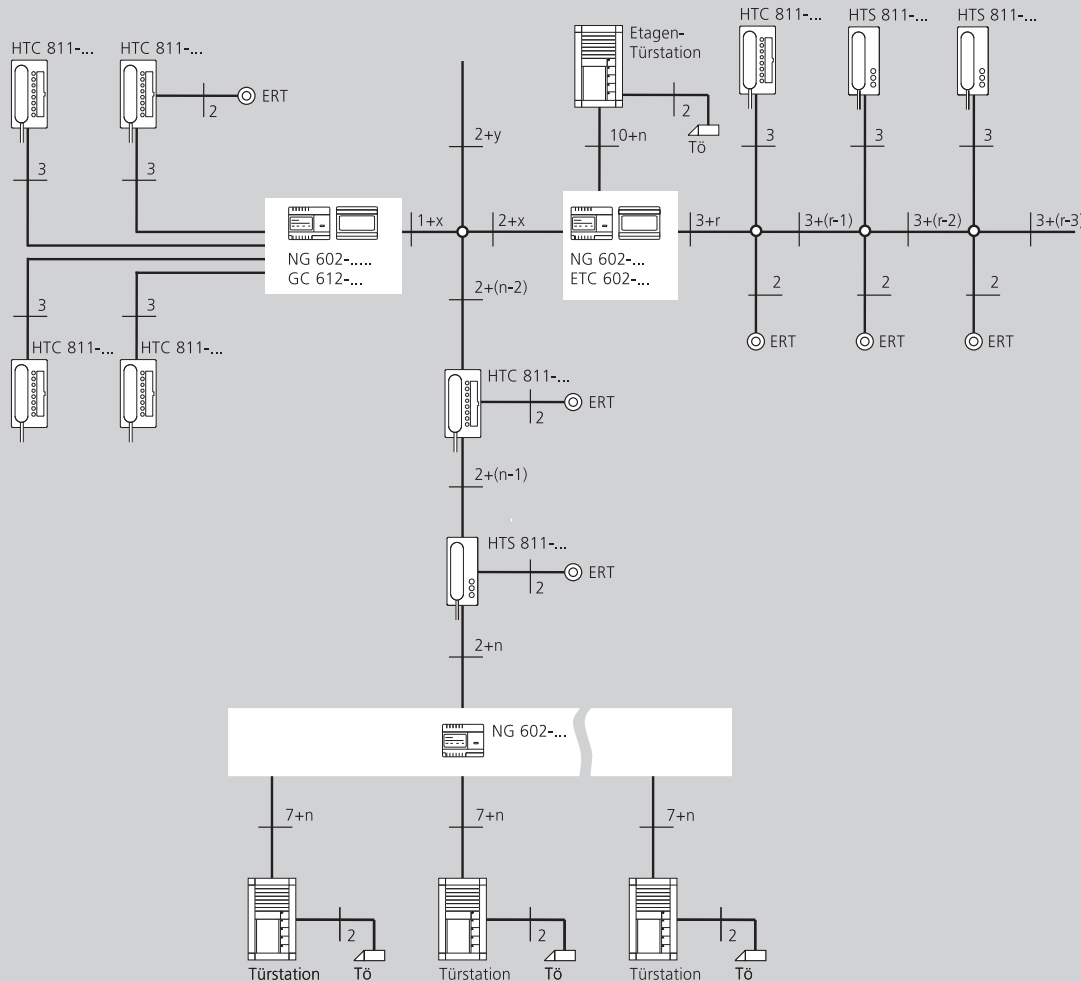 HTC 811-...
HTS 811-...
HTS 811-...
Etagen-
Türstation
HTC 811-...
HTC 811-...
ERT
2
2
Tö
10+n
2+y
3
3
3
3
3
1+x
2+x
3+r
3+(r-1)
3+(r-2)
3+(r-3)
NG 602-.....
GC 612-...
NG 602-...
ETC 602-...
2+(n-2)
3
3
2
2
2
HTC 811-...
HTC 811-...
ERT
ERT
ERT
HTC 811-...
ERT
2
2+(n-1)
HTS 811-...
ERT
2
2+n
NG 602-...
7+n
7+n
7+n
2
2
2
Türstation
Tö
Türstation
Tö
Türstation
Tö